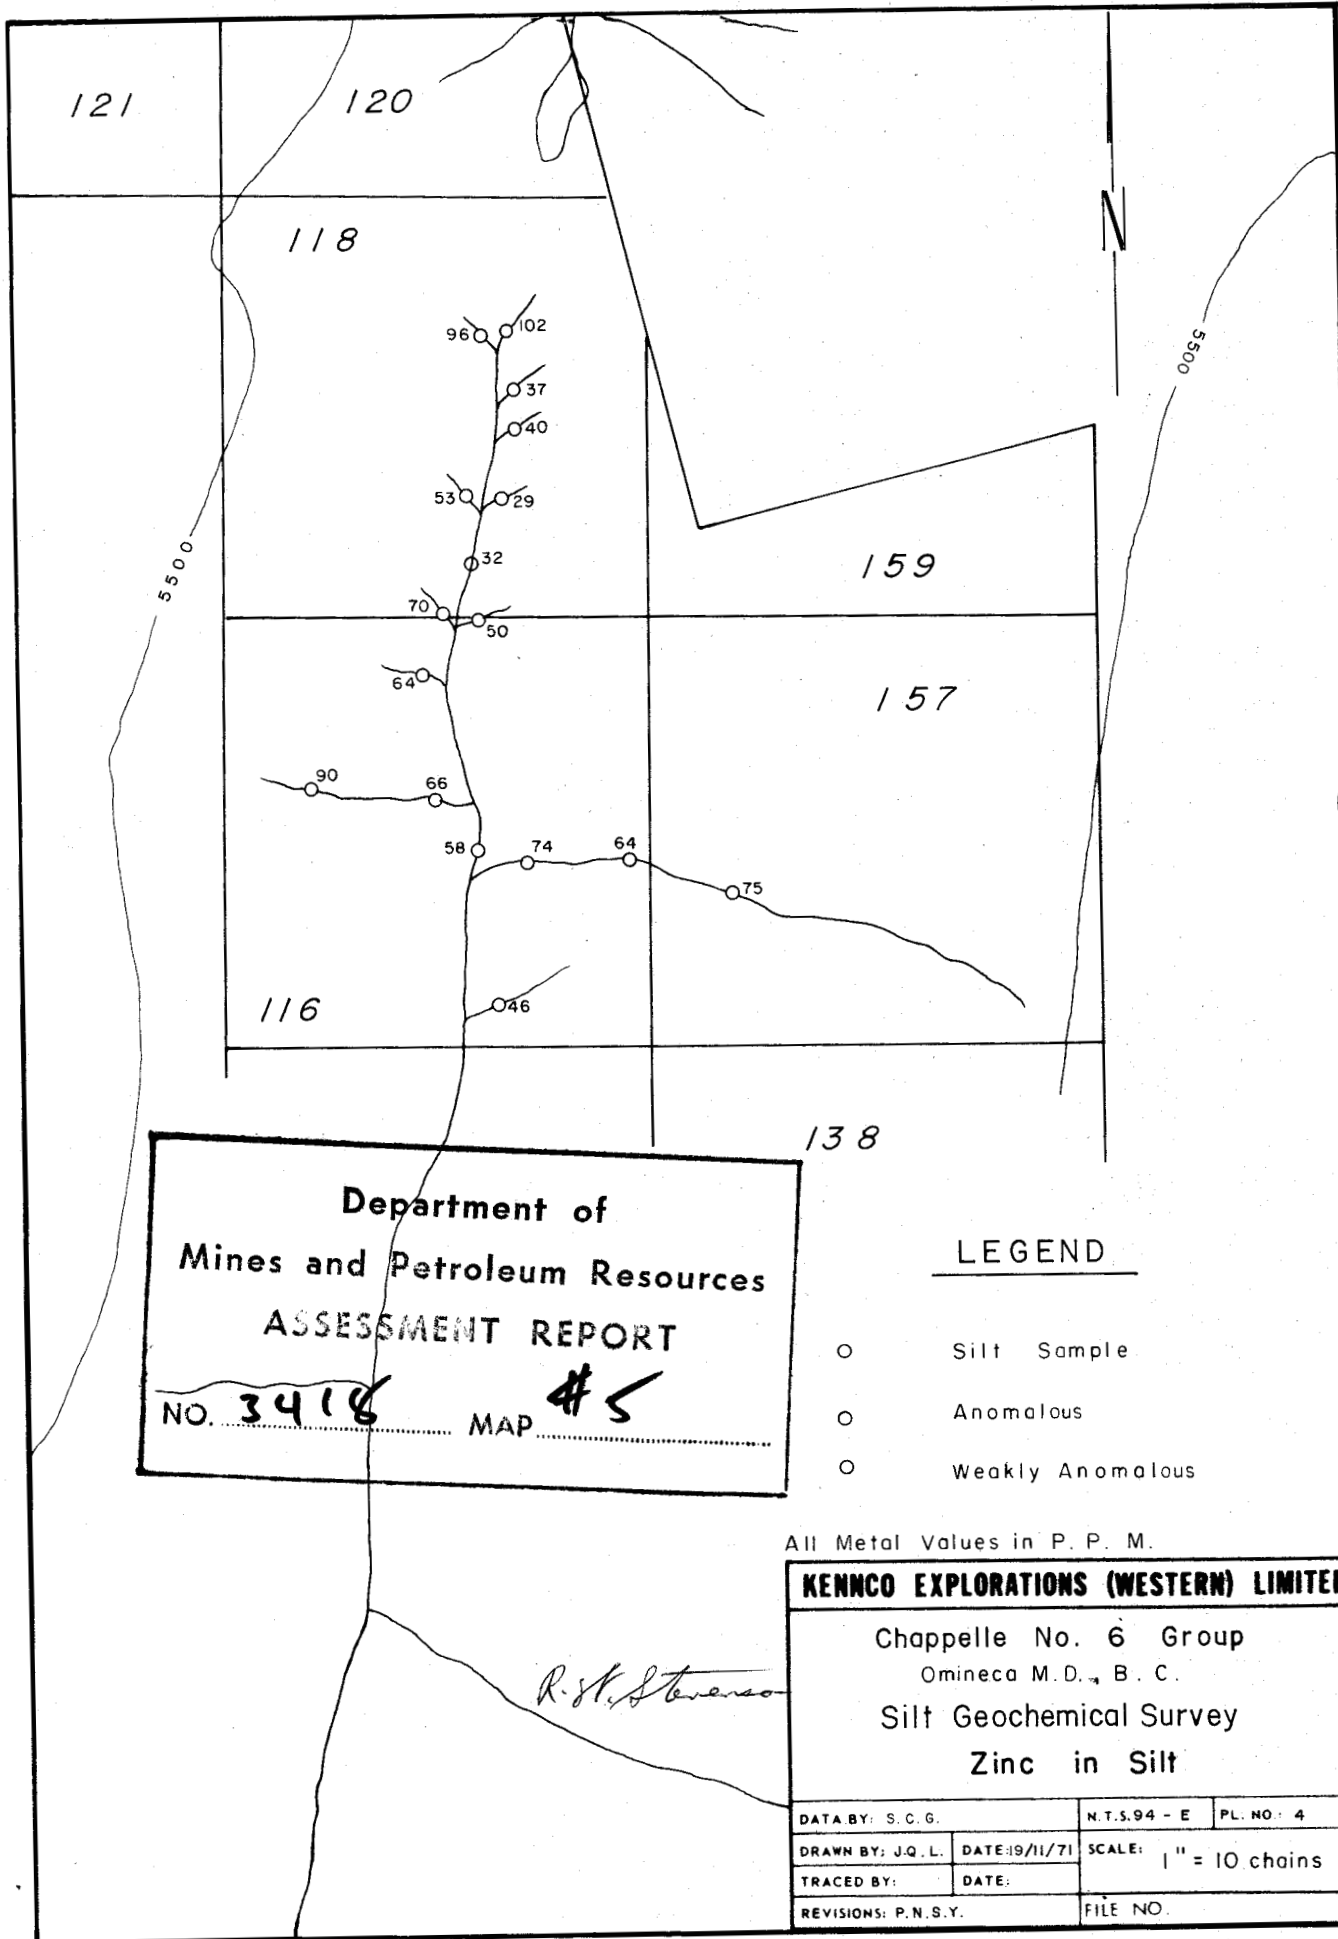 121
120
118
N
96
102
5500
37
40
53
29
5500
32
159
70
50
64
157
90
66
58
74
64
75
116
46
138
Department of
Mines and Petroleum Resources
ASSESSMENT REPORT
NO. 3418 MAP #5
LEGEND
Silt Sample
Anomalous
Weakly Anomalous
All Metal Values in P. P. M.
KENNCO EXPLORATIONS (WESTERN) LIMITED
Chappelle No. 6 Group
Omineca M.D., B. C.
Silt Geochemical Survey
Zinc in Silt
DATA BY: S.C.G. N.T.S. 94 - E PL. NO.: 4
DRAWN BY: J.Q.L. DATE: 19/11/71 SCALE: 1" = 10 chains
TRACED BY: DATE:
REVISIONS: P.N.S.Y. FILE NO.